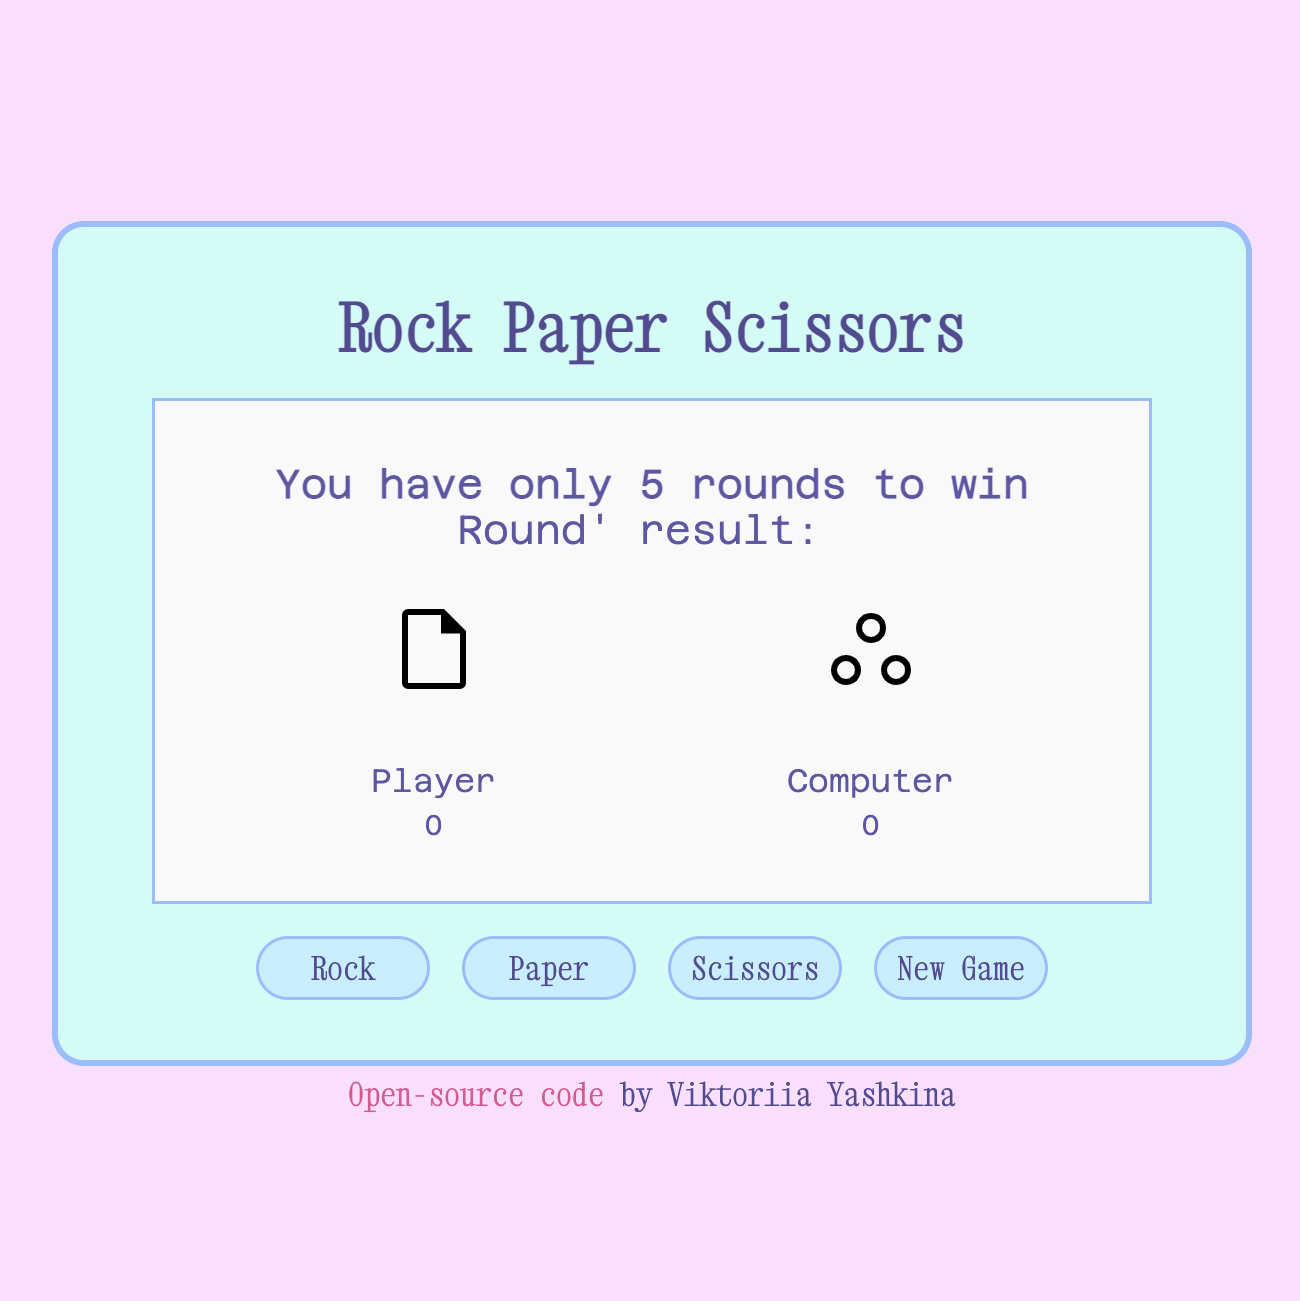 Rock Paper Scissors
You have only 5 rounds to win
Round' result:
Player
Computer
0
0
Rock
Paper
Scissors
New Game
Open-source code by Viktoriia Yashkina